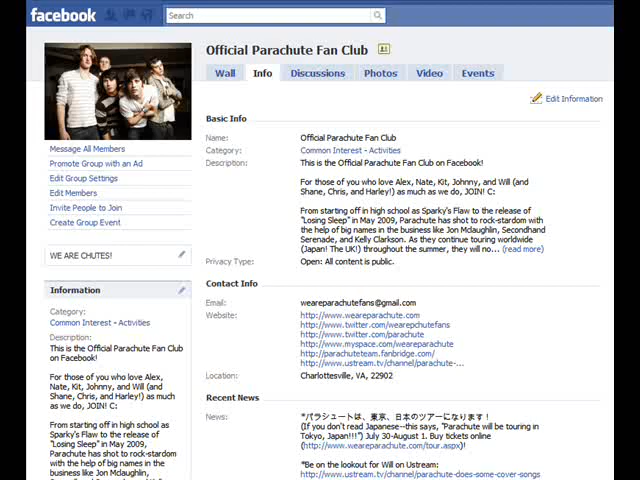 facebook
Search
Official Parachute Fan Club
Wall Info Discussions Photos Video Events
Edit Information
Message All Members
Promote Group with an Ad
Edit Group Settings
Edit Members
Invite People to Join
Create Group Event
WE ARE CHUTES!
Information
Category:
Common Interest - Activities
Description:
This is the Official Parachute Fan Club
on Facebook!
For those of you who love Alex,
Nate, Kit, Johnny, and Will (and
Shane, Chris, and Harley!) as much
as we do, JOIN! C:
From starting off in high school as
Sparky's Flaw to the release of
"Losing Sleep" in May 2009,
Parachute has shot to rock-stardom
with the help of big names in the
business like Jon Mclaughlin,
Basic Info
Name: Official Parachute Fan Club
Category: Common Interest - Activities
Description: This is the Official Parachute Fan Club on Facebook!
For those of you who love Alex, Nate, Kit, Johnny, and Will (and
Shane, Chris, and Harley!) as much as we do, JOIN! C:
From starting off in high school as Sparky's Flaw to the release of
"Losing Sleep" in May 2009, Parachute has shot to rock-stardom with
the help of big names in the business like Jon Mclaughlin, Secondhand
Serenade, and Kelly Clarkson. As they continue touring worldwide
(Japan! The UK!) throughout the summer, they will no... (read more)
Privacy Type: Open: All content is public.
Contact Info
Email: weareparachutefans@gmail.com
Website: http://www.weareparachute.com
http://www.twitter.com/wearepchutefans
http://www.twitter.com/parachute
http://www.myspace.com/weareparachute
http://parachuteteam.fanbridge.com/
http://www.ustream.tv/channel/parachute-...
Location: Charlottesville, VA, 22902
Recent News
News: *パラシュートは、東京、日本のツアーになります!
(If you don't read Japanese--this says, "Parachute will be touring in
Tokyo, Japan!!!") July 30-August 1. Buy tickets online
(http://www.weareparachute.com/tour.aspx)!
*Be on the lookout for Will on Ustream:
http://www.ustream.tv/channel/parachute-does-some-cover-songs